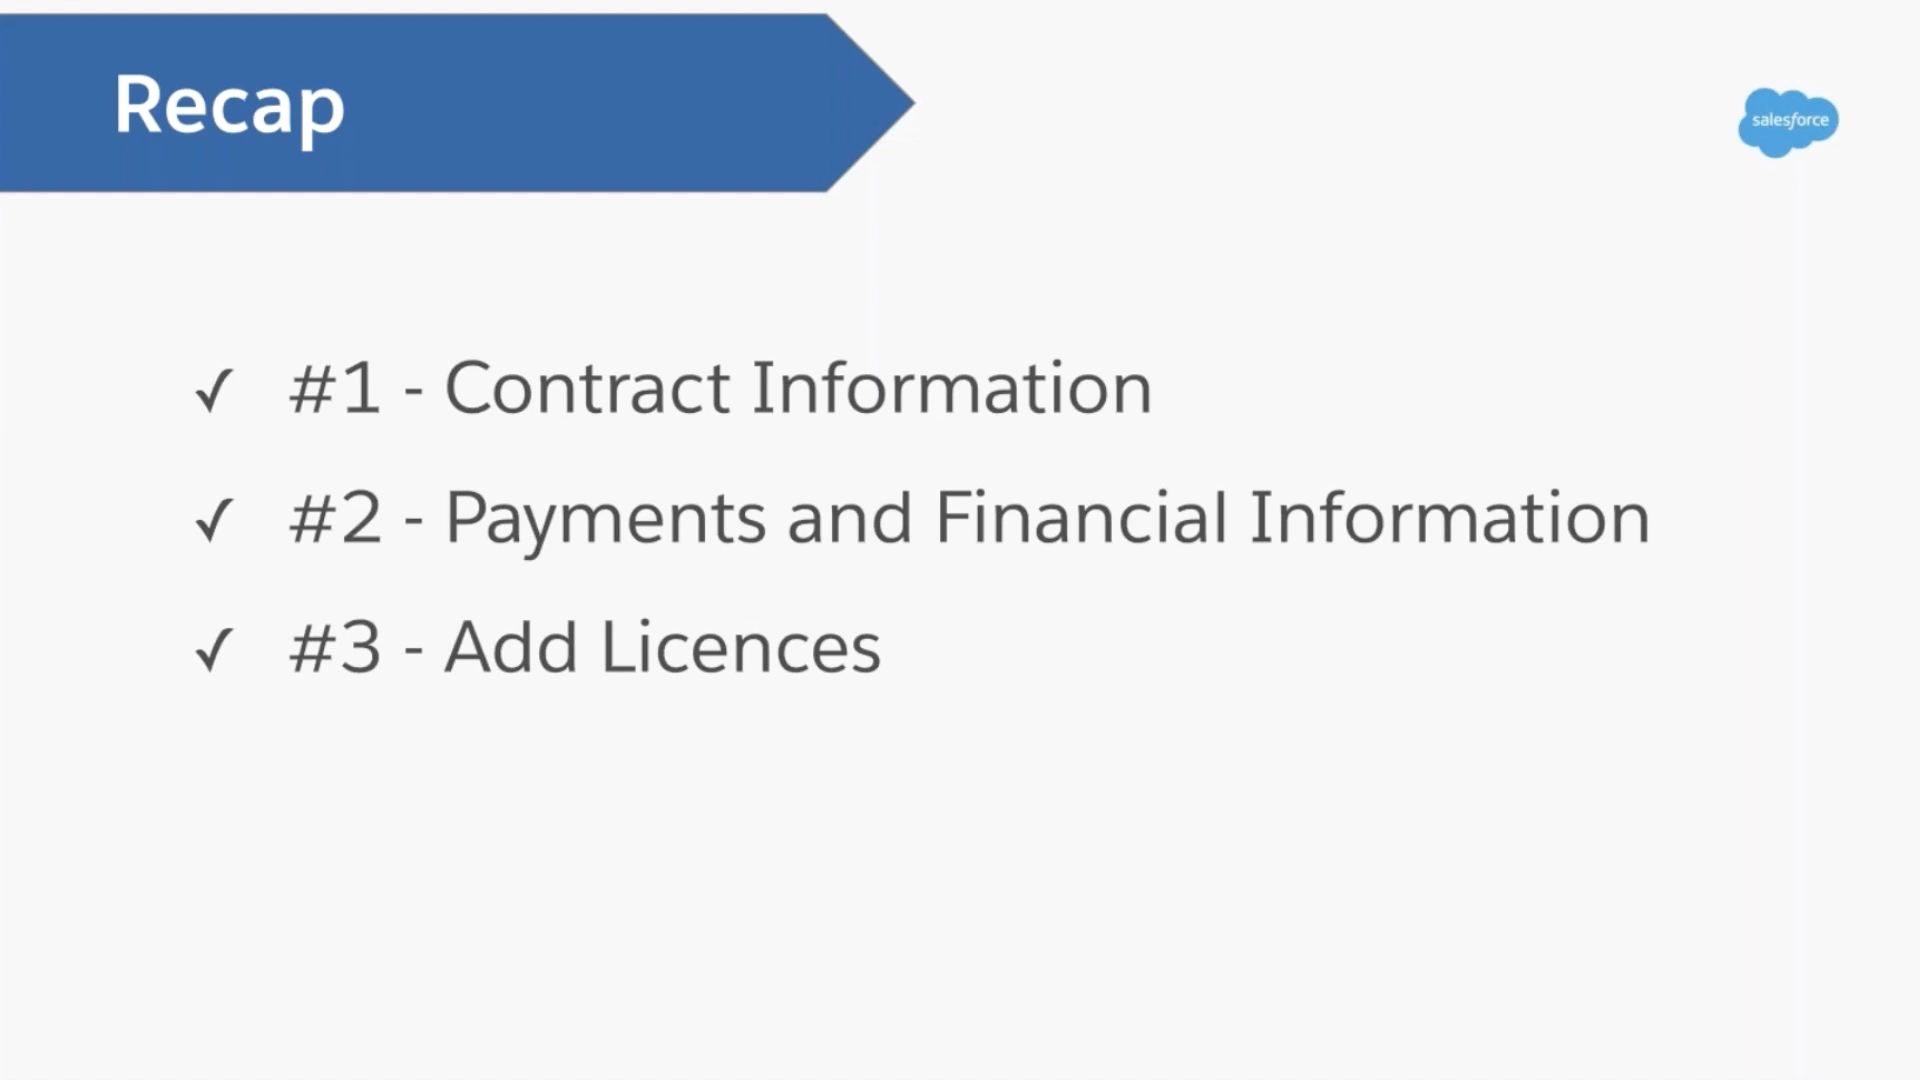 Recap
salesforce
✓ #1 - Contract Information
✓ #2 - Payments and Financial Information
✓ #3 - Add Licences